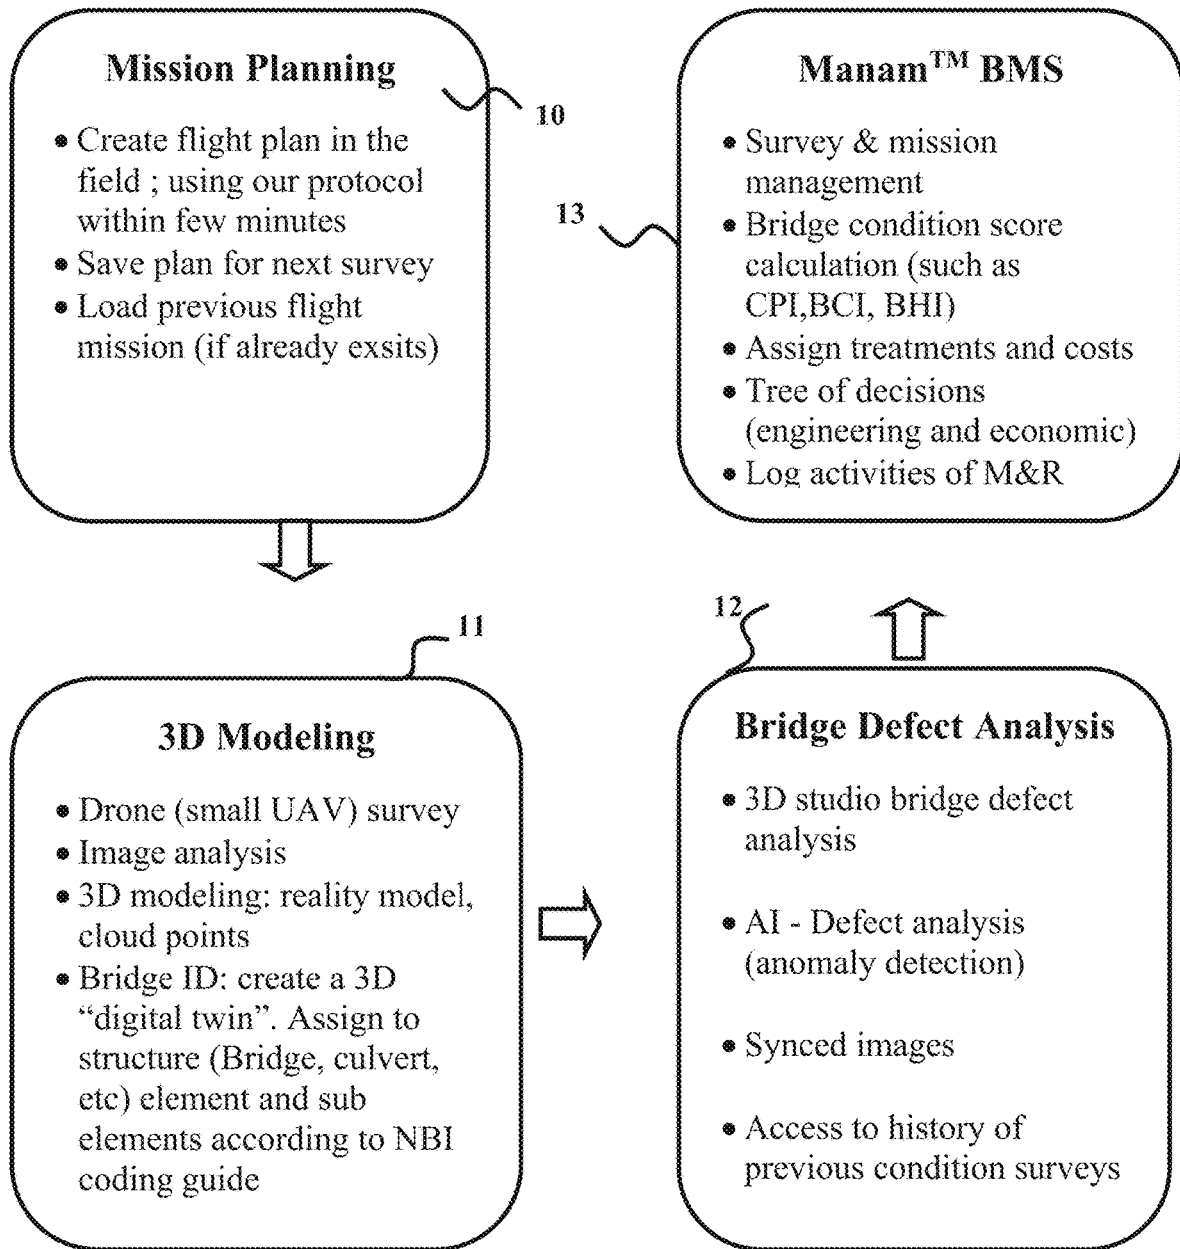 Mission Planning
10
• Create flight plan in the
field ; using our protocol
within few minutes
• Save plan for next survey
• Load previous flight
mission (if already exsits)
11
3D Modeling
• Drone (small UAV) survey
• Image analysis
• 3D modeling: reality model,
cloud points
• Bridge ID: create a 3D
“digital twin”. Assign to
structure (Bridge, culvert,
etc) element and sub
elements according to NBI
coding guide
12
Bridge Defect Analysis
• 3D studio bridge defect
analysis
• AI - Defect analysis
(anomaly detection)
• Synced images
• Access to history of
previous condition surveys
13
Manam™ BMS
• Survey & mission
management
• Bridge condition score
calculation (such as
CPI,BCI, BHI)
• Assign treatments and costs
• Tree of decisions
(engineering and economic)
• Log activities of M&R